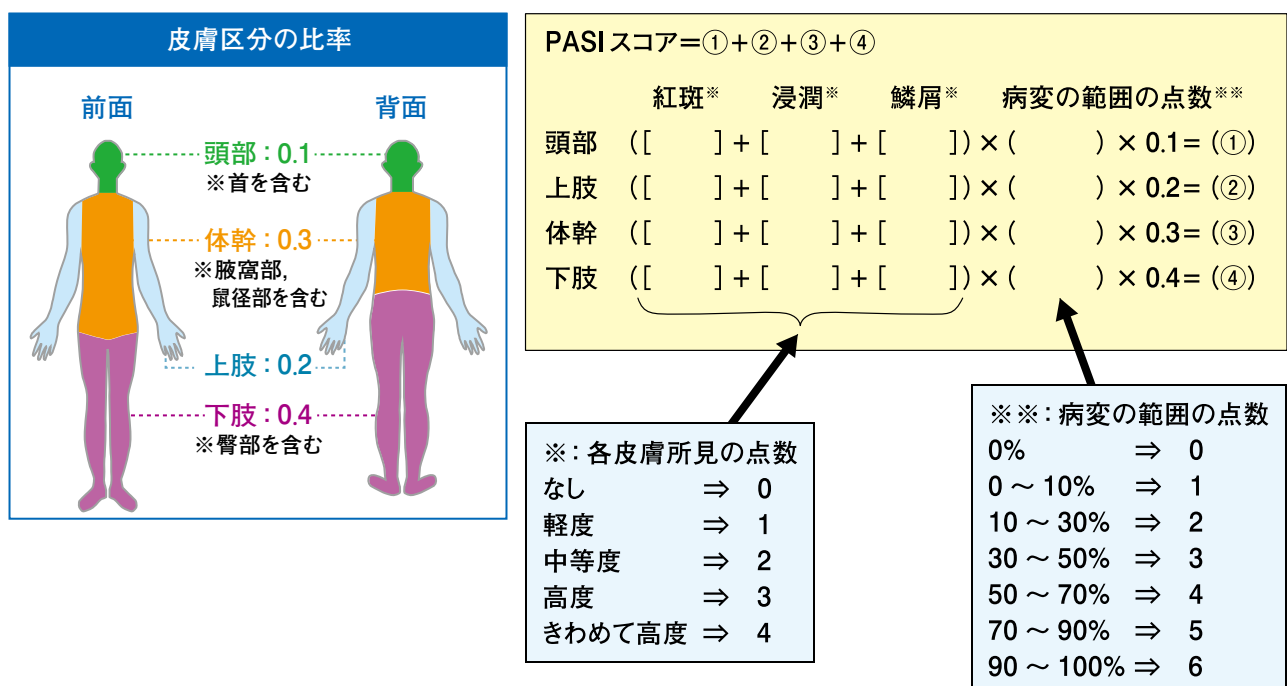 皮膚区分の比率
前面
背面
頭部：0.1
※首を含む
体幹：0.3
※腋窩部,
鼠径部を含む
上肢：0.2
下肢：0.4
※臀部を含む
PASIスコア＝①＋②＋③＋④
紅斑※ 浸潤※ 鱗屑※ 病変の範囲の点数※※
頭部 ([ ]＋[ ]＋[ ])×( )×0.1＝(①)
上肢 ([ ]＋[ ]＋[ ])×( )×0.2＝(②)
体幹 ([ ]＋[ ]＋[ ])×( )×0.3＝(③)
下肢 ([ ]＋[ ]＋[ ])×( )×0.4＝(④)
※：各皮膚所見の点数
なし ⇒ 0
軽度 ⇒ 1
中等度 ⇒ 2
高度 ⇒ 3
きわめて高度 ⇒ 4
※※：病変の範囲の点数
0% ⇒ 0
0～10% ⇒ 1
10～30% ⇒ 2
30～50% ⇒ 3
50～70% ⇒ 4
70～90% ⇒ 5
90～100% ⇒ 6